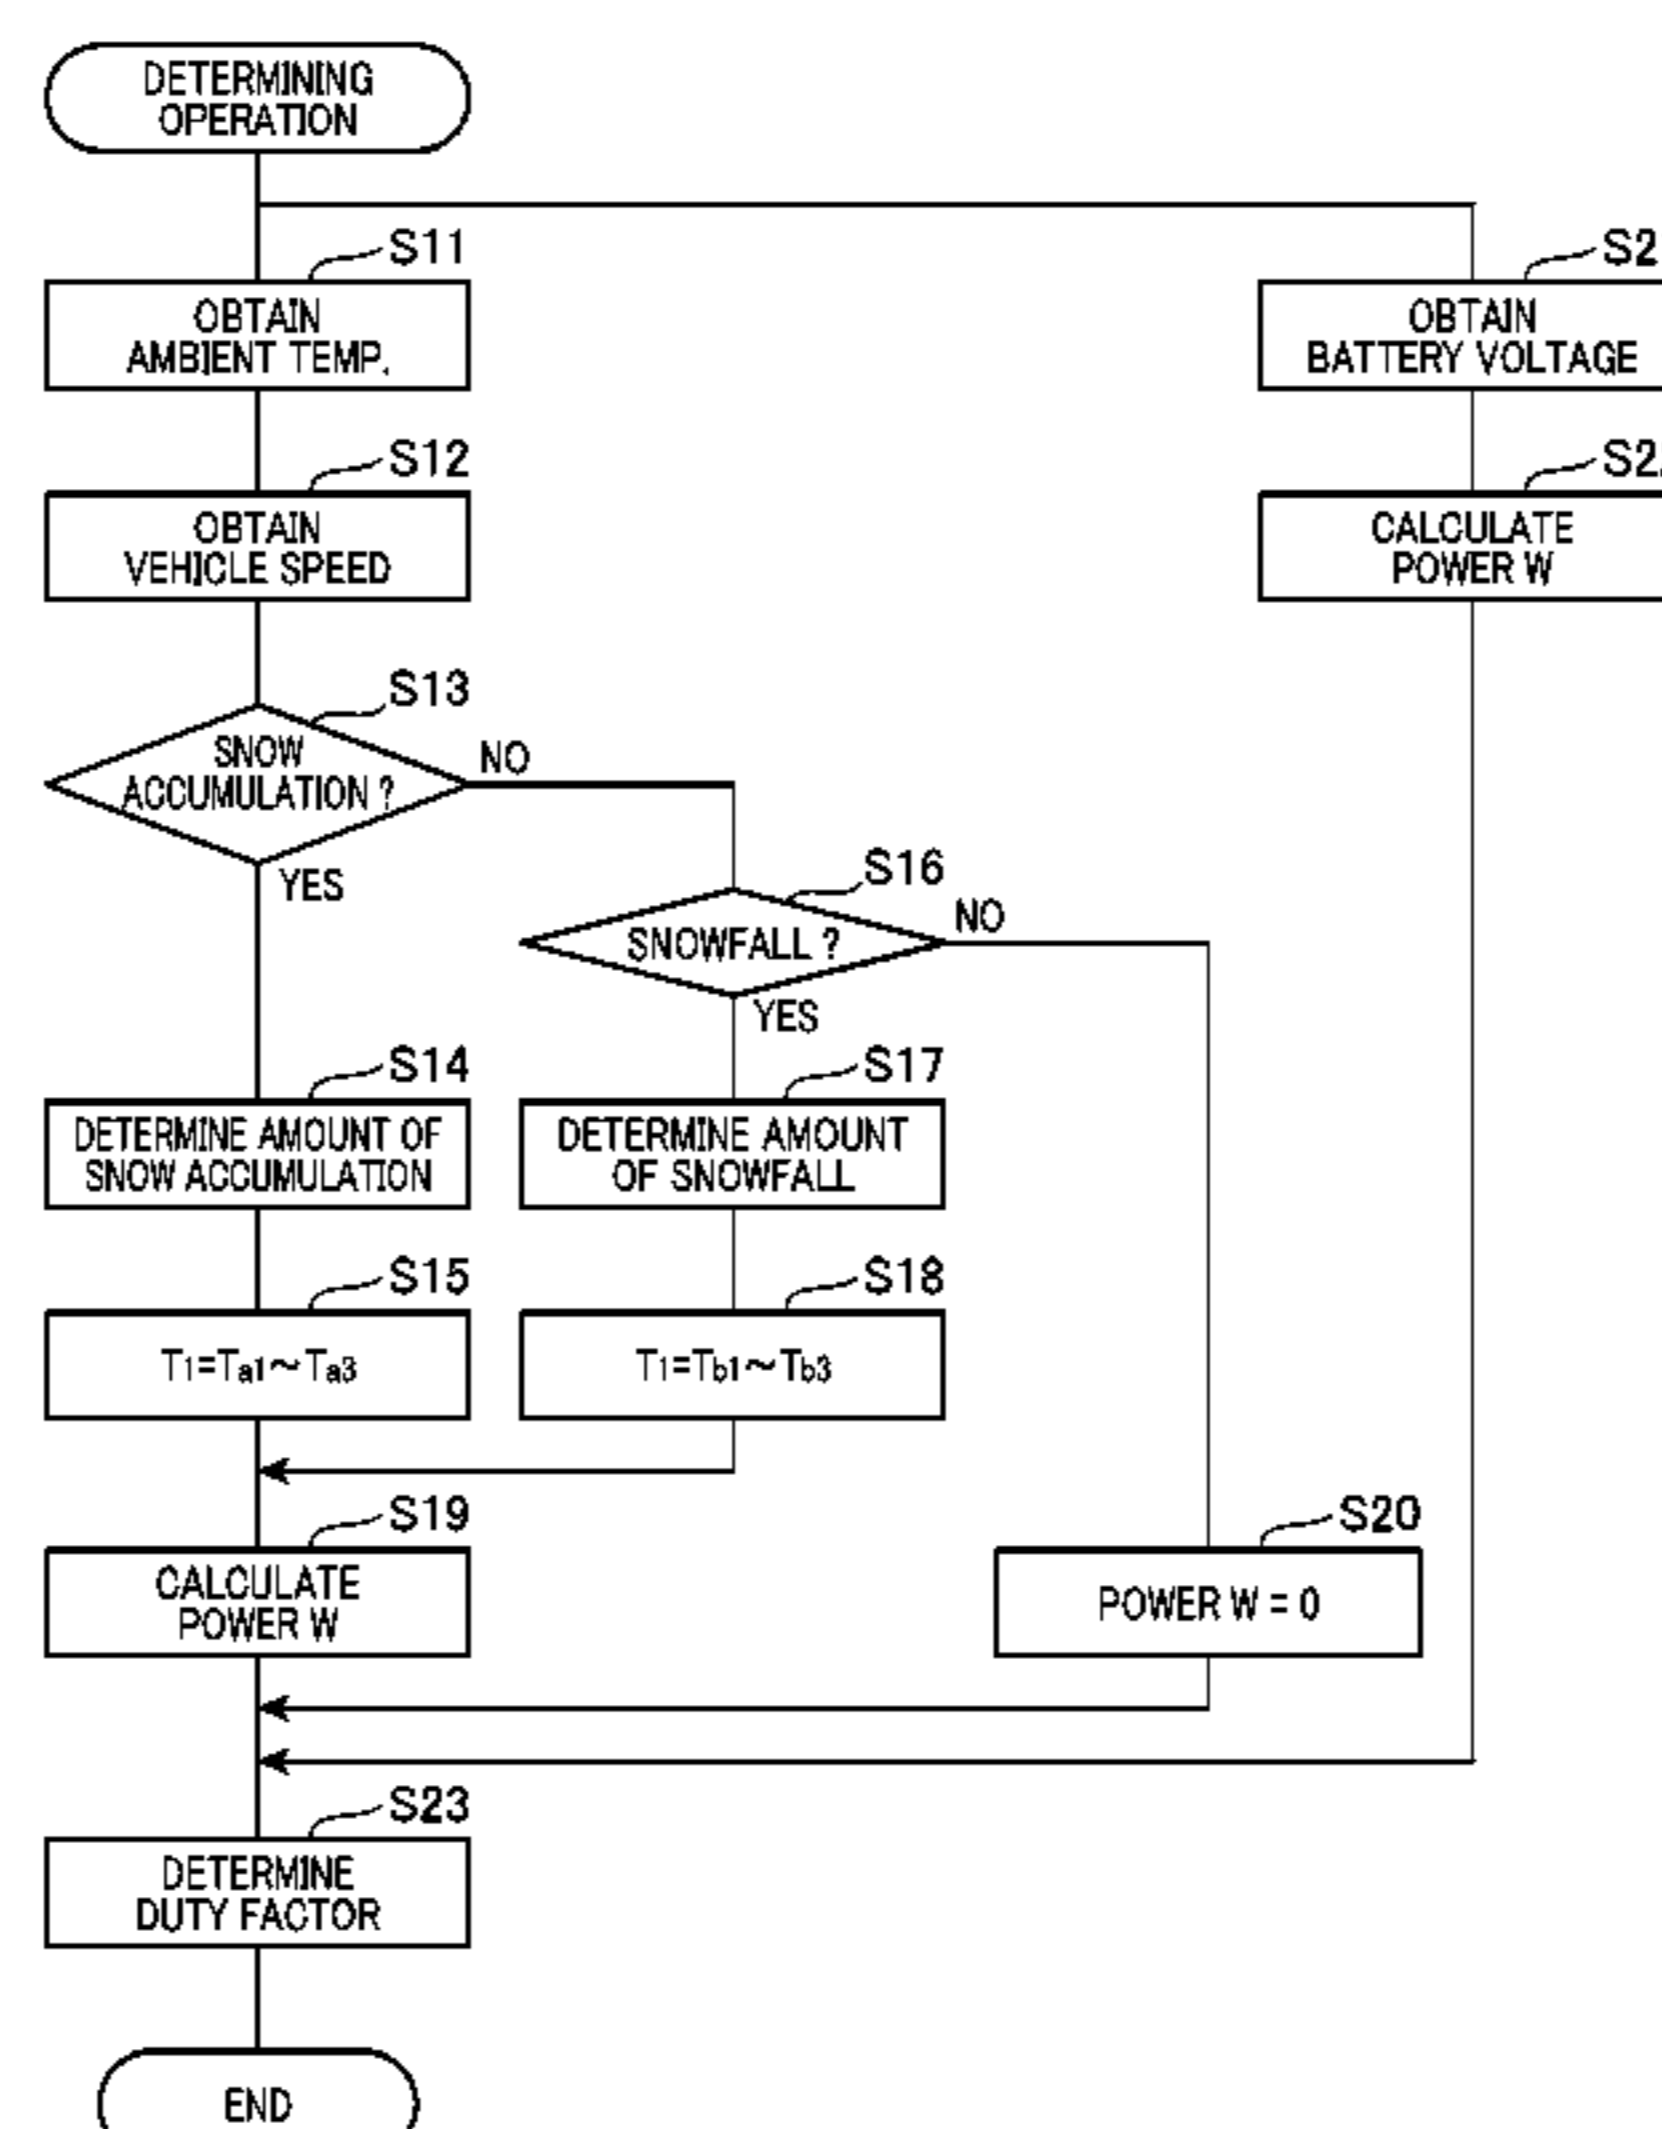 DETERMINING
OPERATION
S11
OBTAIN
AMBIENT TEMP.
S12
OBTAIN
VEHICLE SPEED
S13
SNOW
ACCUMULATION ?
NO
YES
S16
SNOWFALL ?
NO
YES
S14
DETERMINE AMOUNT OF
SNOW ACCUMULATION
S17
DETERMINE AMOUNT
OF SNOWFALL
S15
T1=Ta1~Ta3
S18
T1=Tb1~Tb3
S19
CALCULATE
POWER W
S20
POWER W = 0
OBTAIN
BATTERY VOLTAGE
CALCULATE
POWER W
S23
DETERMINE
DUTY FACTOR
END